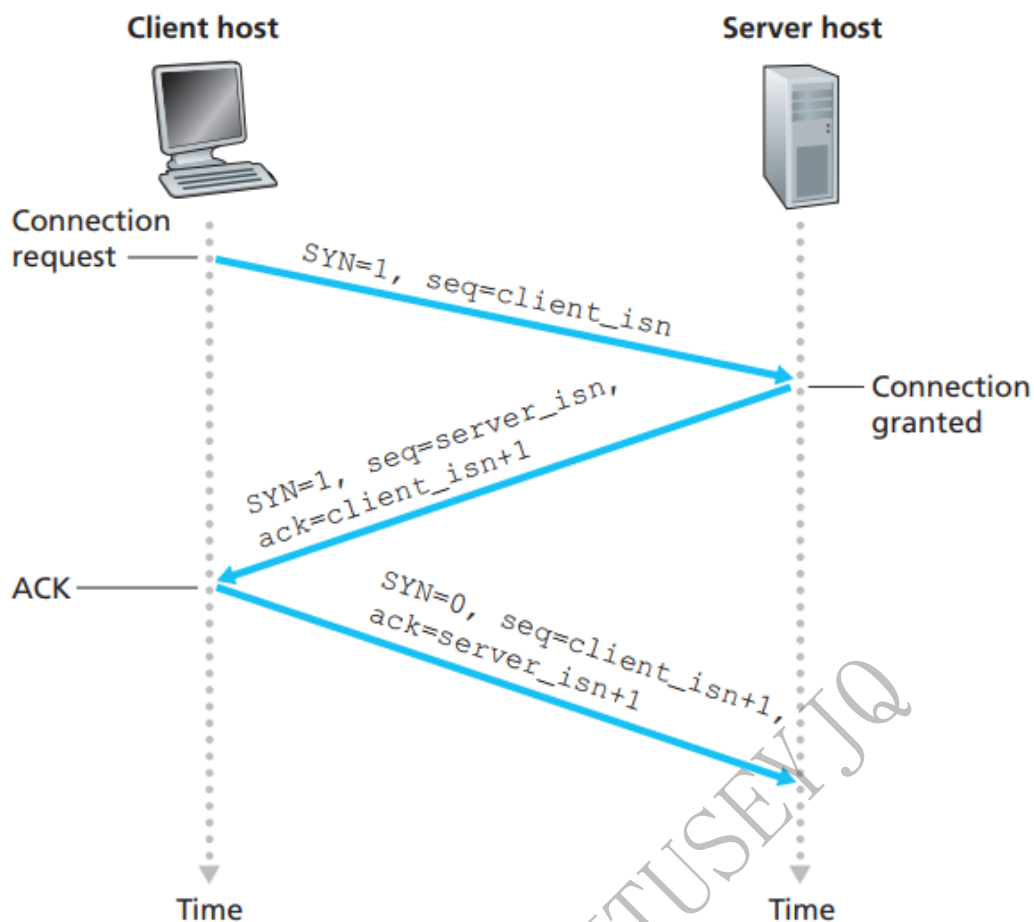 Client host
Server host
Connection
request
SYN=1, seq=client_isn
Connection
granted
SYN=1, seq=server_isn,
ack=client_isn+1
ACK
SYN=0, seq=client_isn+1,
ack=server_isn+1
Time
Time